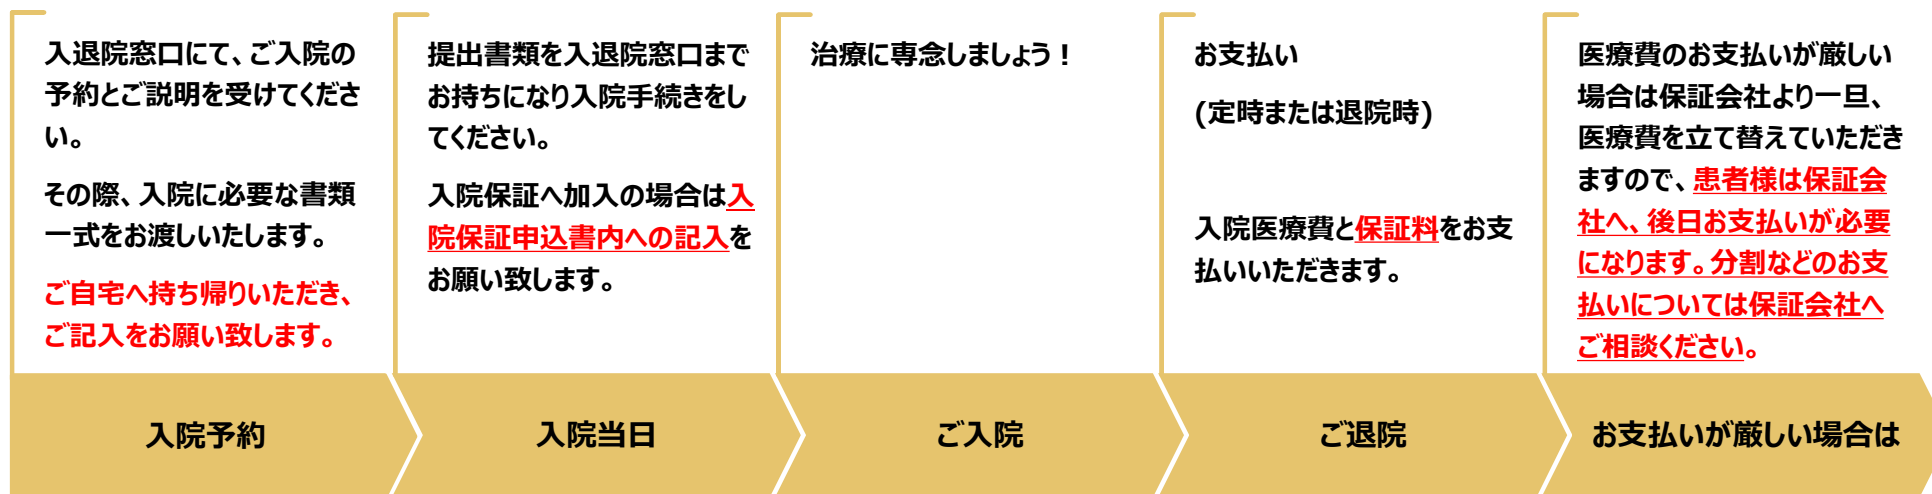 入退院窓口にて、ご入院の
予約とご説明を受けてくださ
い。
その際、入院に必要な書類
一式をお渡しいたします。
ご自宅へ持ち帰りいただき、
ご記入をお願い致します。
入院予約
提出書類を入退院窓口まで
お持ちになり入院手続きをし
てください。
入院保証へ加入の場合は入
院保証申込書内への記入を
お願い致します。
入院当日
治療に専念しましょう！
ご入院
お支払い
(定時または退院時)
入院医療費と保証料をお支
払いいただきます。
ご退院
医療費のお支払いが厳しい
場合は保証会社より一旦、
医療費を立て替えていただき
ますので、患者様は保証会
社へ、後日お支払いが必要
になります。分割などのお支
払いについては保証会社へ
ご相談ください。
お支払いが厳しい場合は